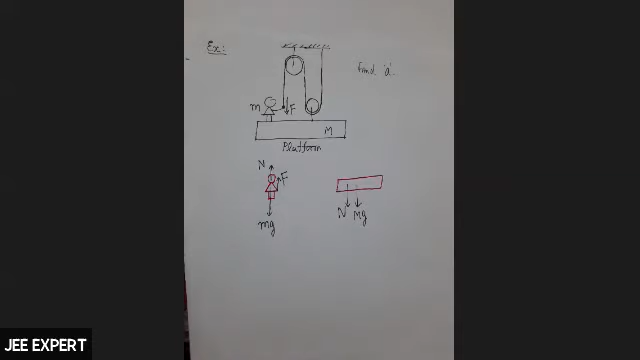 Ex:
Find 'a'.
m
F
M
Platform
N
F
mg
N Mg
JEE EXPERT